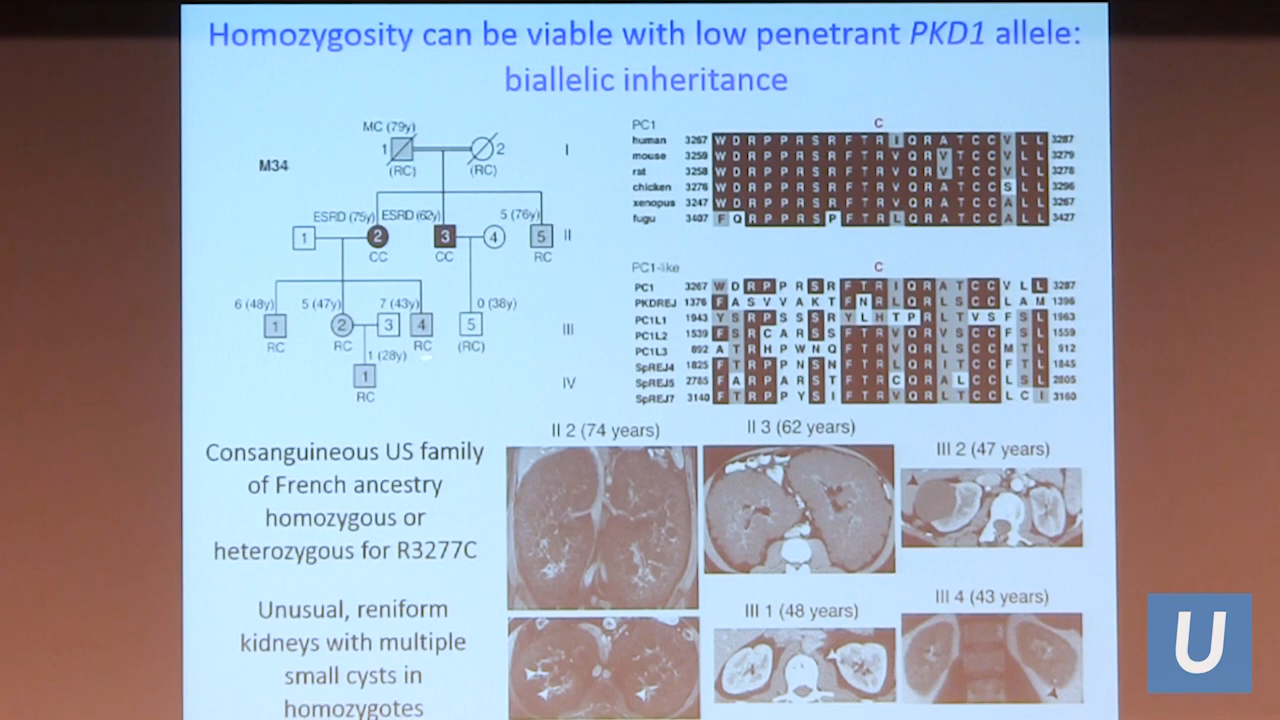 Homozygosity can be viable with low penetrant PKD1 allele:
biallelic inheritance
MC (79y)
1
2
I
M34
(RC)
(RC)
ESRD (75y)
ESRD (62y)
5 (76y)
1
2
3
4
5
II
CC
CC
RC
6 (48y)
5 (47y)
7 (43y)
0 (38y)
1
2
3
4
5
III
RC
RC
RC
(RC)
1 (28y)
1
IV
RC
PC1
C
human 3267 W D R P P R S R F T R I Q R A T C C V L L 3287
mouse 3259 W D R P P R S R F T R V Q R V T C C V L L 3279
rat 3258 W D R P P R S R F T R V Q R V T C C V L L 3278
chicken 3276 W D R P P R S R F T R V Q R A T C C S L L 3296
xenopus 3247 W D R P P R S R F T R V Q R A T C C A L L 3267
fugu 3407 F Q R P P R S P F T R L Q R A T C C A L L 3427
PC1-like
C
PC1 3267 W D R P P R S R F T R I Q R A T C C V L L 3287
PKDREJ 1376 F A S V V A K T F N R L Q R L S C C L A M 1396
PC1L1 1943 Y S R P S S S R Y L H T P R L T V S F S L 1963
PC1L2 1539 F S R C A R S S F T R V Q R V S C C F S L 1559
PC1L3 892 A T R H P W N Q F T R V Q R L S C C M T L 912
SpREJ4 1825 F T R P P N S N F T R L Q R I T C C F T L 1845
SpREJ5 2785 F A R P A R S T F T R C Q R A L C C L S L 2805
SpREJ7 3140 F T R P P Y S I F T R V Q R L T C C L C I 3160
Consanguineous US family
of French ancestry
homozygous or
heterozygous for R3277C
Unusual, reniform
kidneys with multiple
small cysts in
homozygotes
II 2 (74 years)
II 3 (62 years)
III 2 (47 years)
III 1 (48 years)
III 4 (43 years)
U